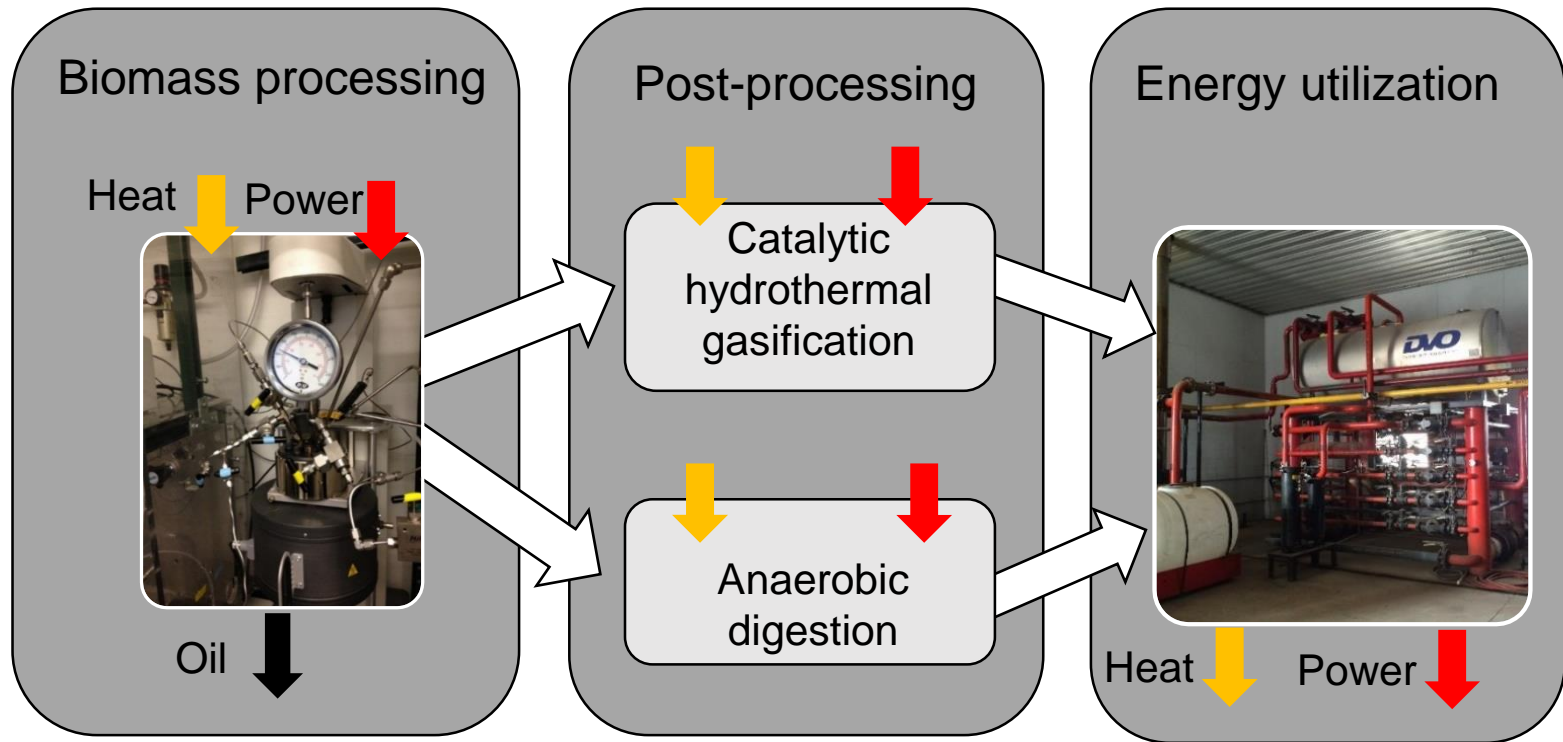 Biomass processing
Heat
Power
Oil
Post-processing
Catalytic
hydrothermal
gasification
Anaerobic
digestion
Energy utilization
DVO
Heat
Power